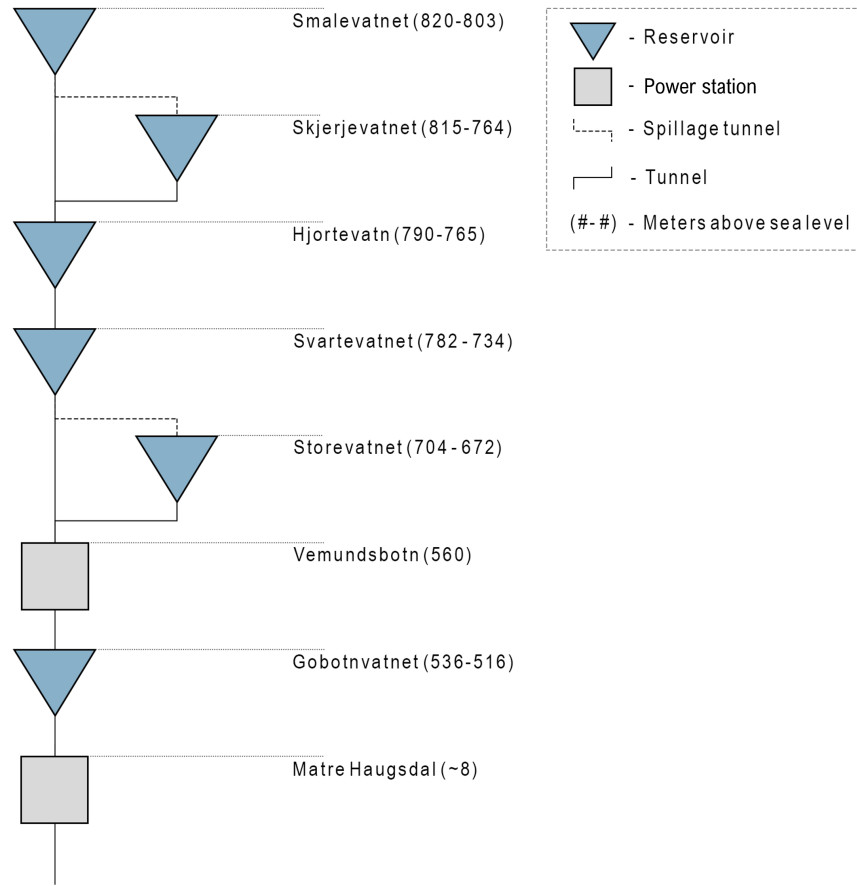 Smalevatnet (820-803)
Skjerjevatnet (815-764)
Hjortevatn (790-765)
Svartevatnet (782-734)
Storevatnet (704-672)
Vemundsbotn (560)
Gobotnvatnet (536-516)
Matre Haugsdal (~8)
- Reservoir
- Power station
- Spillage tunnel
- Tunnel
(#-#) - Meters above sea level